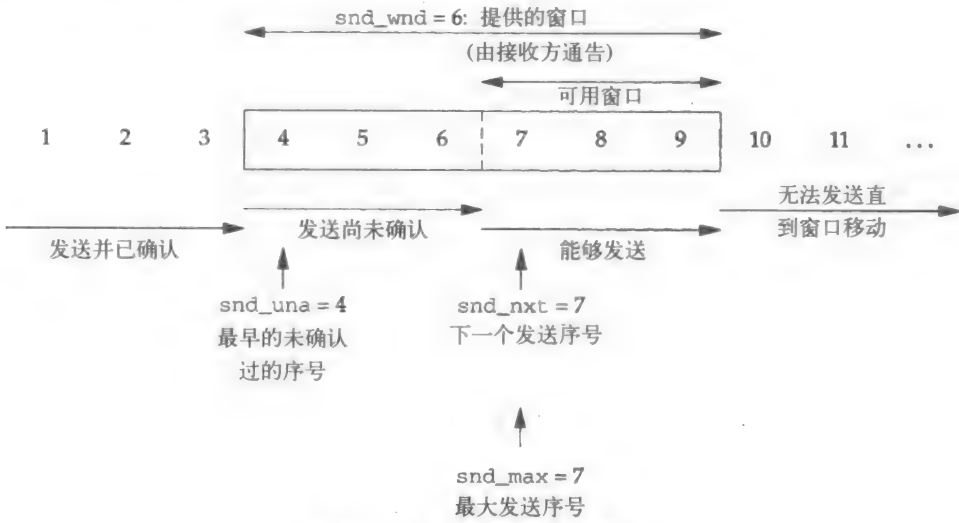 snd_wnd = 6: 提供的窗口
(由接收方通告)
可用窗口
1 2 3 4 5 6 7 8 9 10 11 ...
无法发送直
到窗口移动
发送并已确认
发送尚未确认
能够发送
snd_una = 4
最早的未确认
过的序号
snd_nxt = 7
下一个发送序号
snd_max = 7
最大发送序号